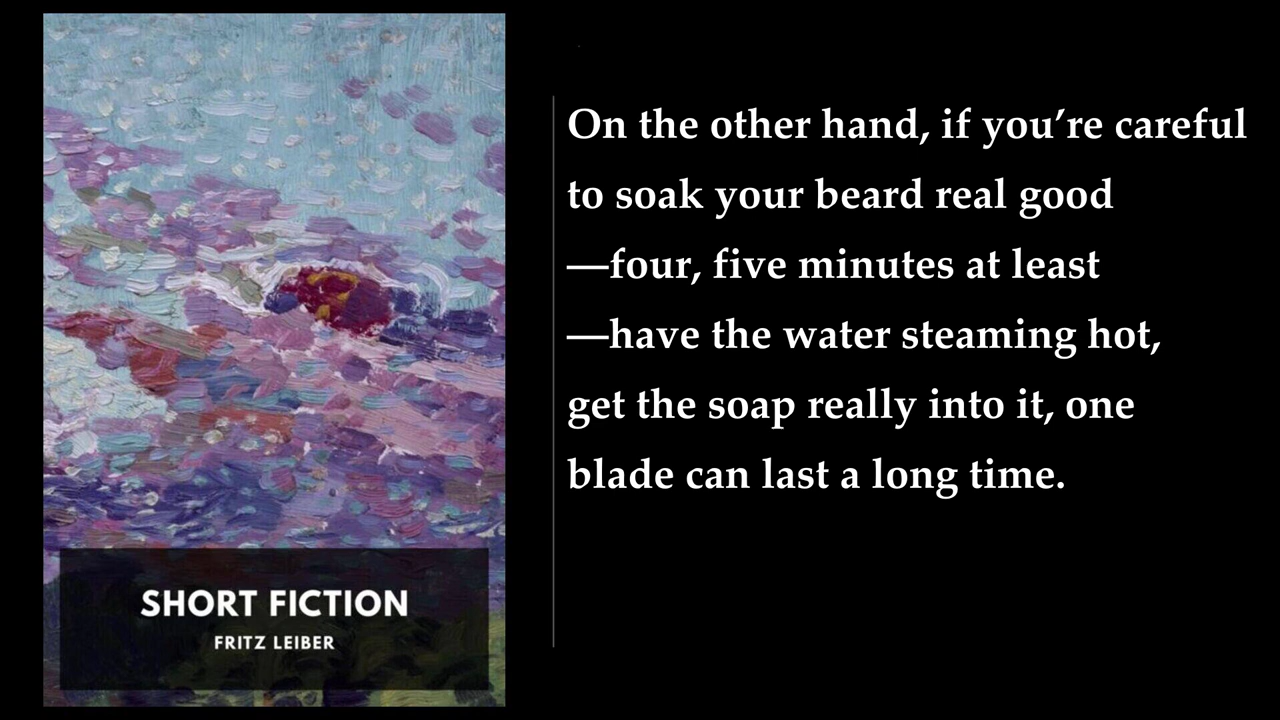 SHORT FICTION
FRITZ LEIBER
On the other hand, if you’re careful
to soak your beard real good
—four, five minutes at least
—have the water steaming hot,
get the soap really into it, one
blade can last a long time.